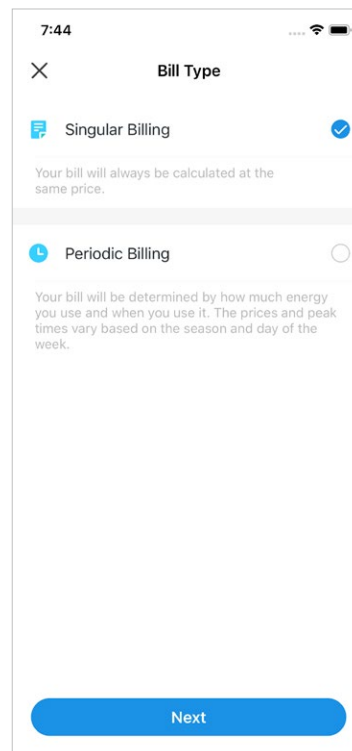 7:44
Bill Type
Singular Billing
Your bill will always be calculated at the
same price.
Periodic Billing
Your bill will be determined by how much energy
you use and when you use it. The prices and peak
times vary based on the season and day of the
week.
Next